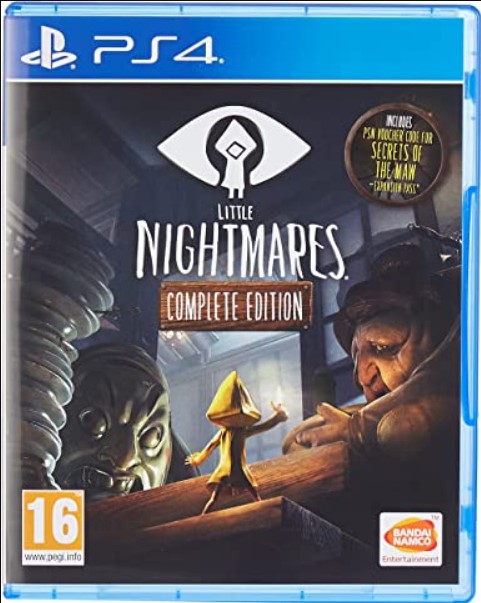 PS4
INCLUDES
PSN VOUCHER CODE FOR
SECRETS OF
THE MAW
-EXPANSION PASS-
LITTLE
NIGHTMARES
COMPLETE EDITION
16
www.pegi.info
BANDAI
NAMCO
Entertainment
TM